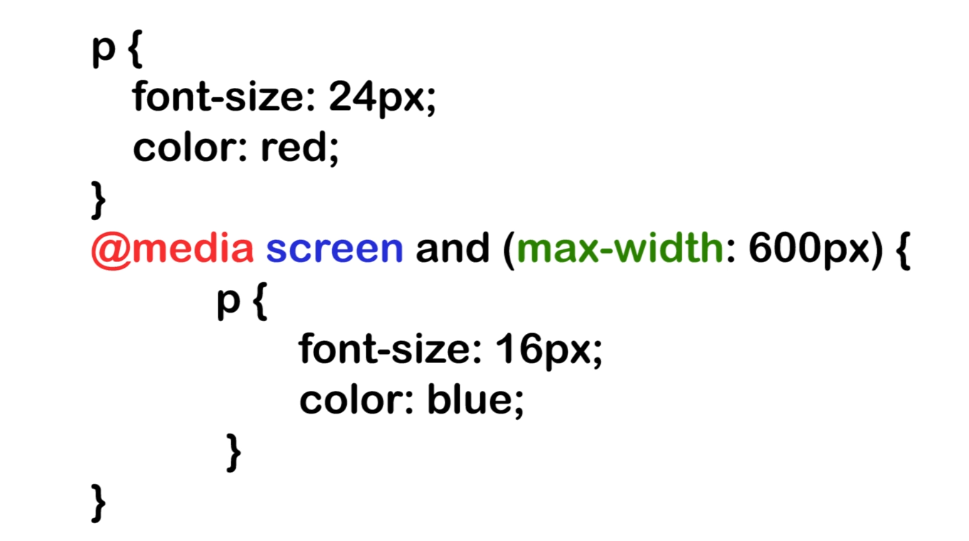 p {
font-size: 24px;
color: red;
}
@media screen and (max-width: 600px) {
p {
font-size: 16px;
color: blue;
}
}